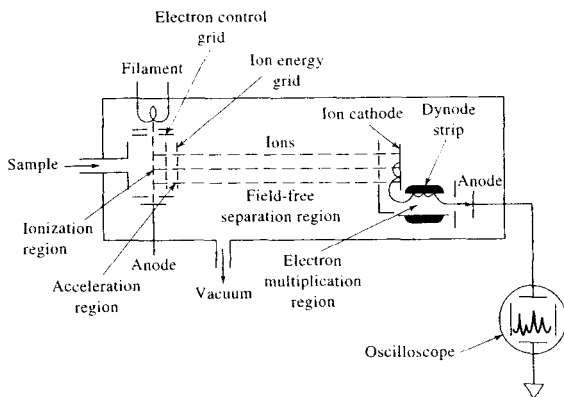 Electron control
grid
Filament
Ion energy
grid
Ion cathode
Dynode
strip
Ions
Sample
Anode
Field-free
separation region
Ionization
region
Acceleration
region
Anode
Vacuum
Electron
multiplication
region
Oscilloscope